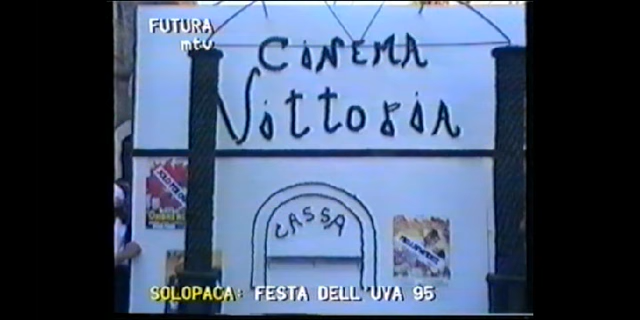 FUTURA
mtv
CINEMA
Vittoria
CASSA
SOLOPACA: FESTA DELL'UVA 95